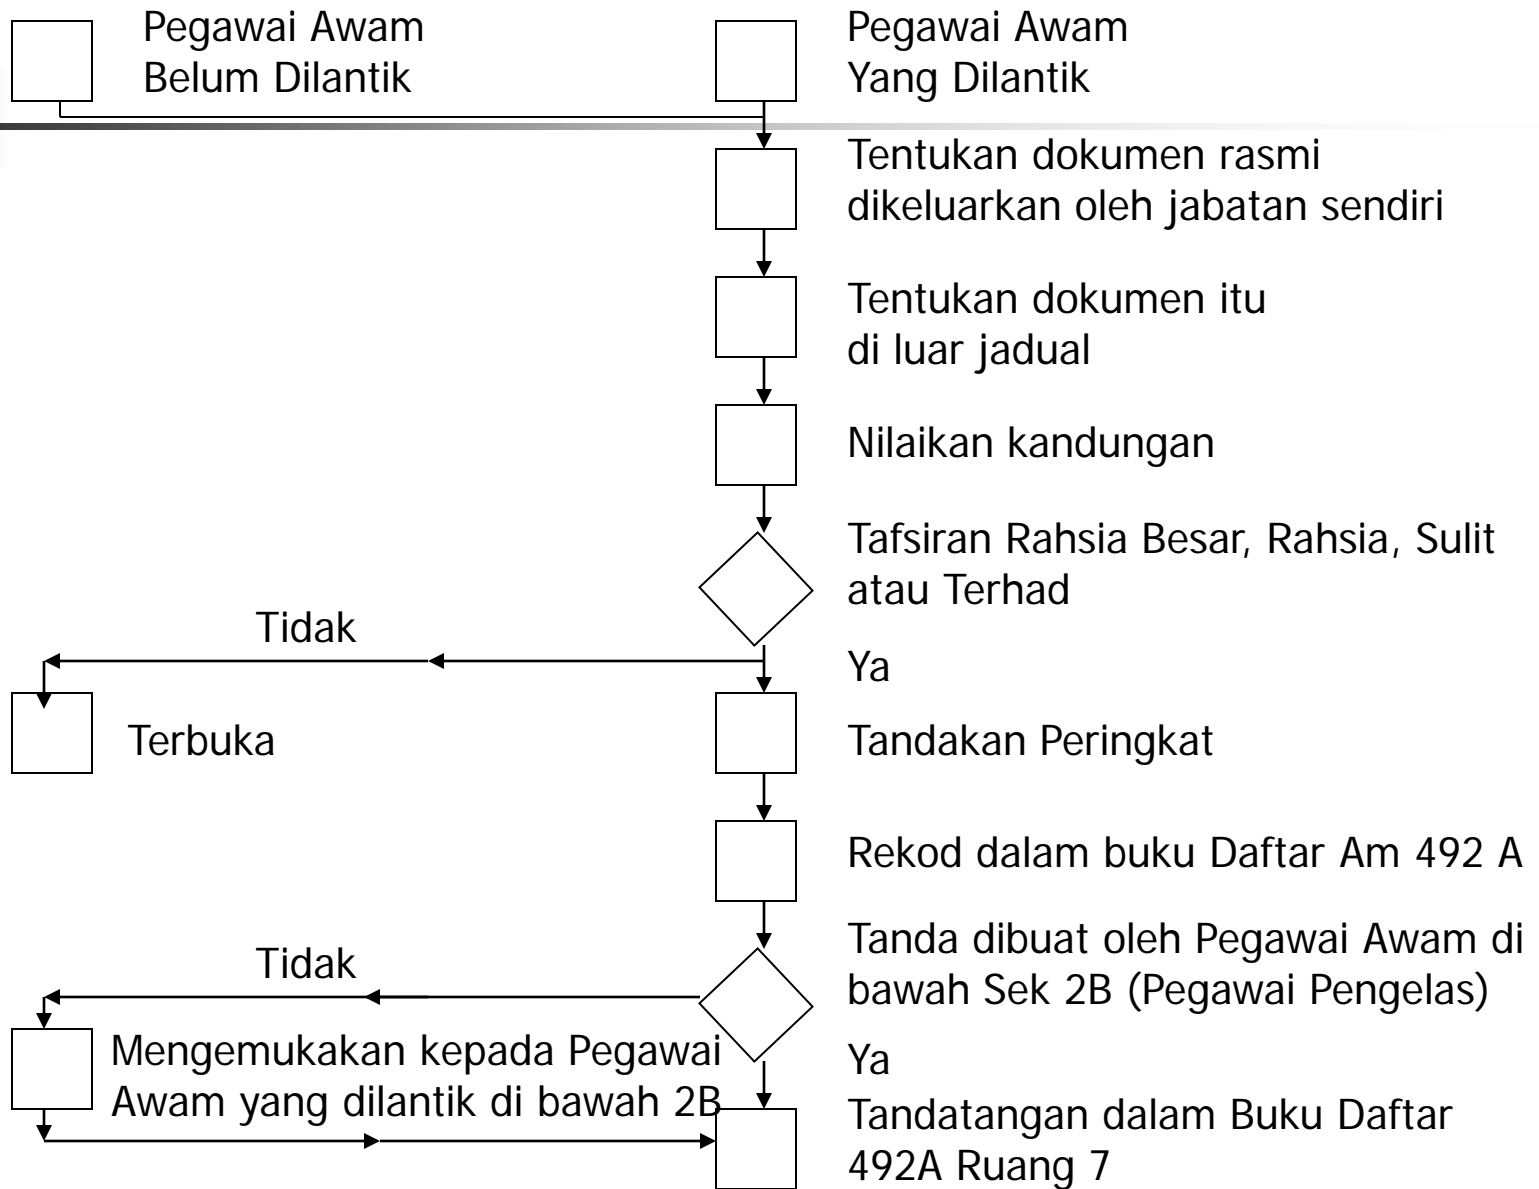 Pegawai Awam
Belum Dilantik
Pegawai Awam
Yang Dilantik
Tentukan dokumen rasmi
dikeluarkan oleh jabatan sendiri
Tentukan dokumen itu
di luar jadual
Nilaikan kandungan
Tafsiran Rahsia Besar, Rahsia, Sulit
atau Terhad
Tidak
Ya
Terbuka
Tandakan Peringkat
Rekod dalam buku Daftar Am 492 A
Tanda dibuat oleh Pegawai Awam di
bawah Sek 2B (Pegawai Pengelas)
Tidak
Mengemukakan kepada Pegawai
Awam yang dilantik di bawah 2B
Ya
Tandatangan dalam Buku Daftar
492A Ruang 7